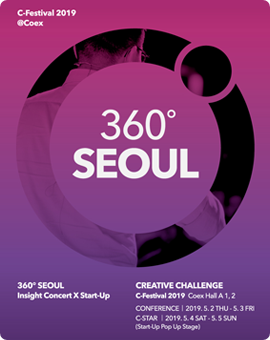 C-Festival 2019
@Coex
360°
SEOUL
360° SEOUL
Insight Concert X Start-Up
CREATIVE CHALLENGE
C-Festival 2019 Coex Hall A 1, 2
CONFERENCE | 2019. 5. 2 THU - 5. 3 FRI
C-STAR | 2019. 5. 4 SAT - 5. 5 SUN
(Start-Up Pop Up Stage)